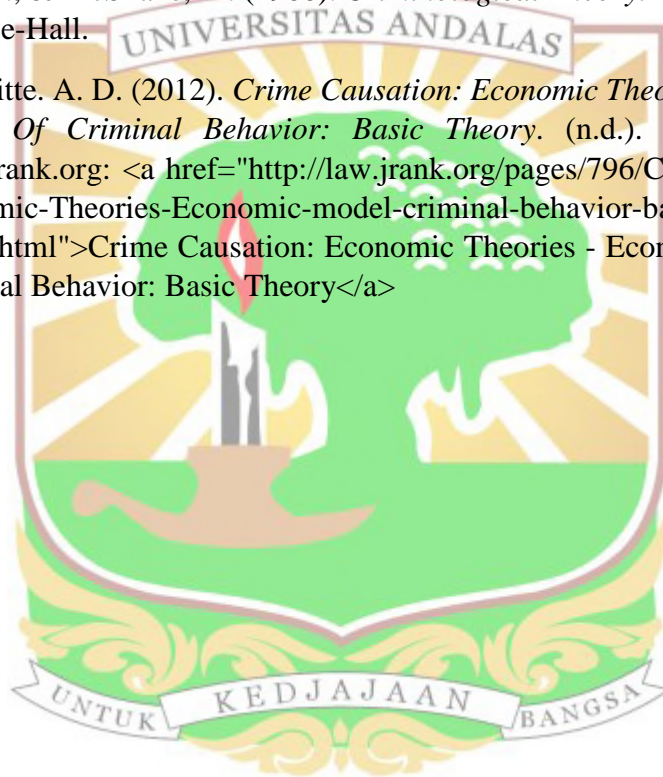 e-Hall.
UNIVERSITAS ANDALAS
itte. A. D. (2012). Crime Causation: Economic Theo
Of Criminal Behavior: Basic Theory. (n.d.).
rank.org: <a href="http://law.jrank.org/pages/796/C
mic-Theories-Economic-model-criminal-behavior-ba
html">Crime Causation: Economic Theories - Econ
al Behavior: Basic Theory</a>
UNTUK KEDJAJAAN BANGSA